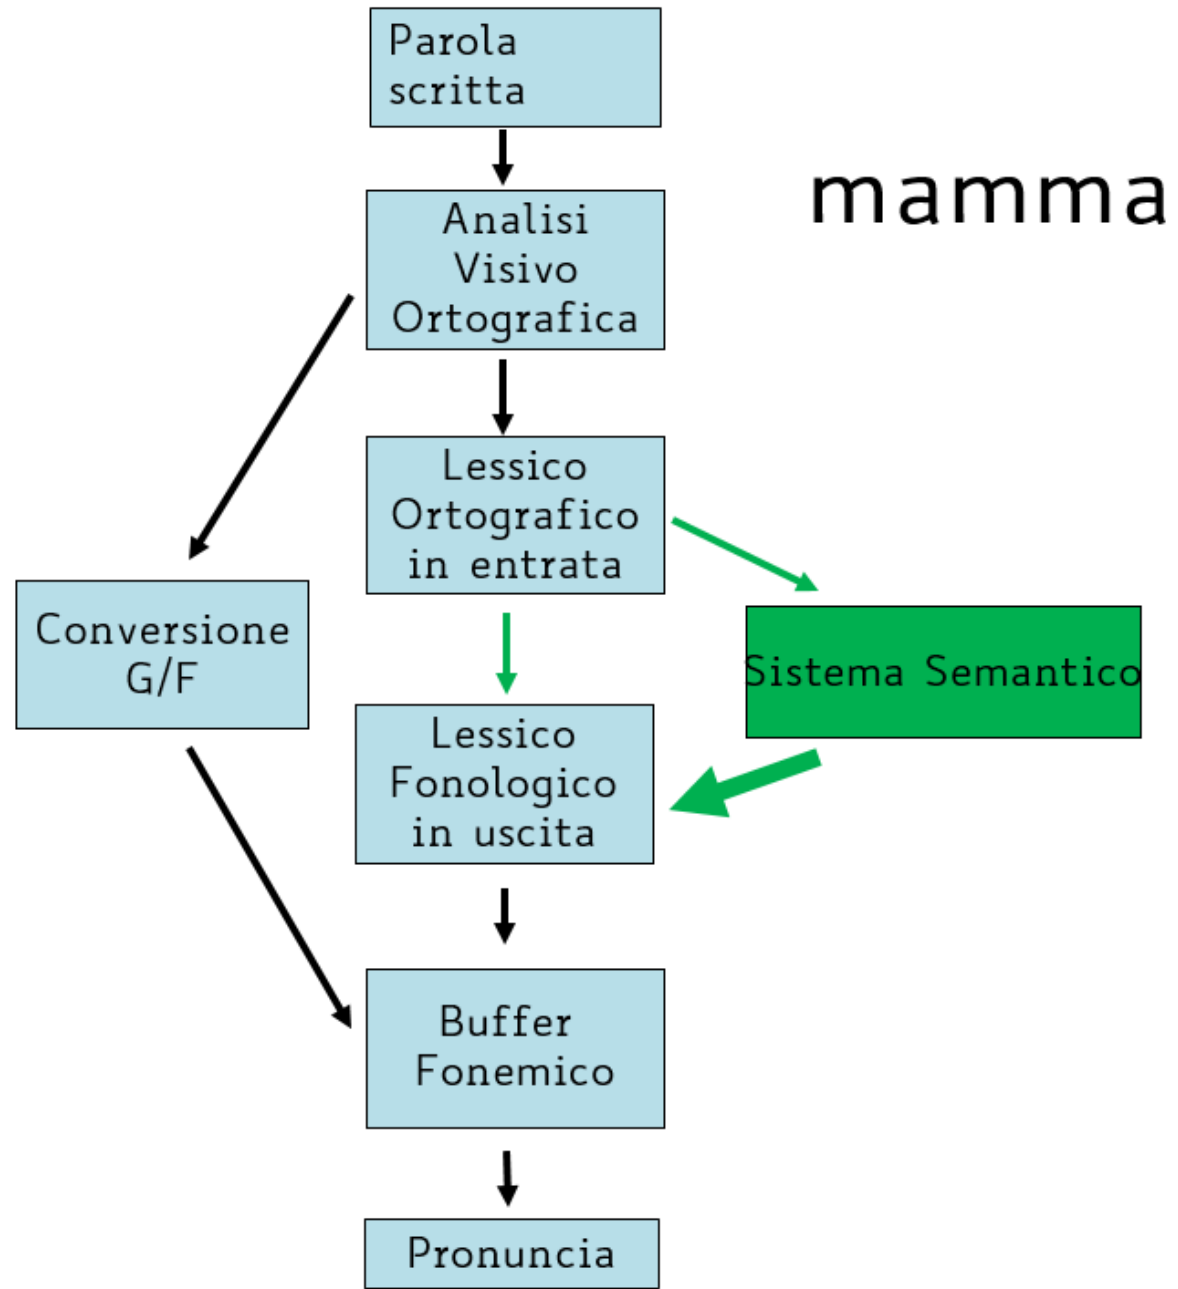 Parola
scritta
mamma
Analisi
Visivo
Ortografica
Lessico
Ortografico
in entrata
Conversione
G/F
Sistema Semantico
Lessico
Fonologico
in uscita
Buffer
Fonemico
Pronuncia